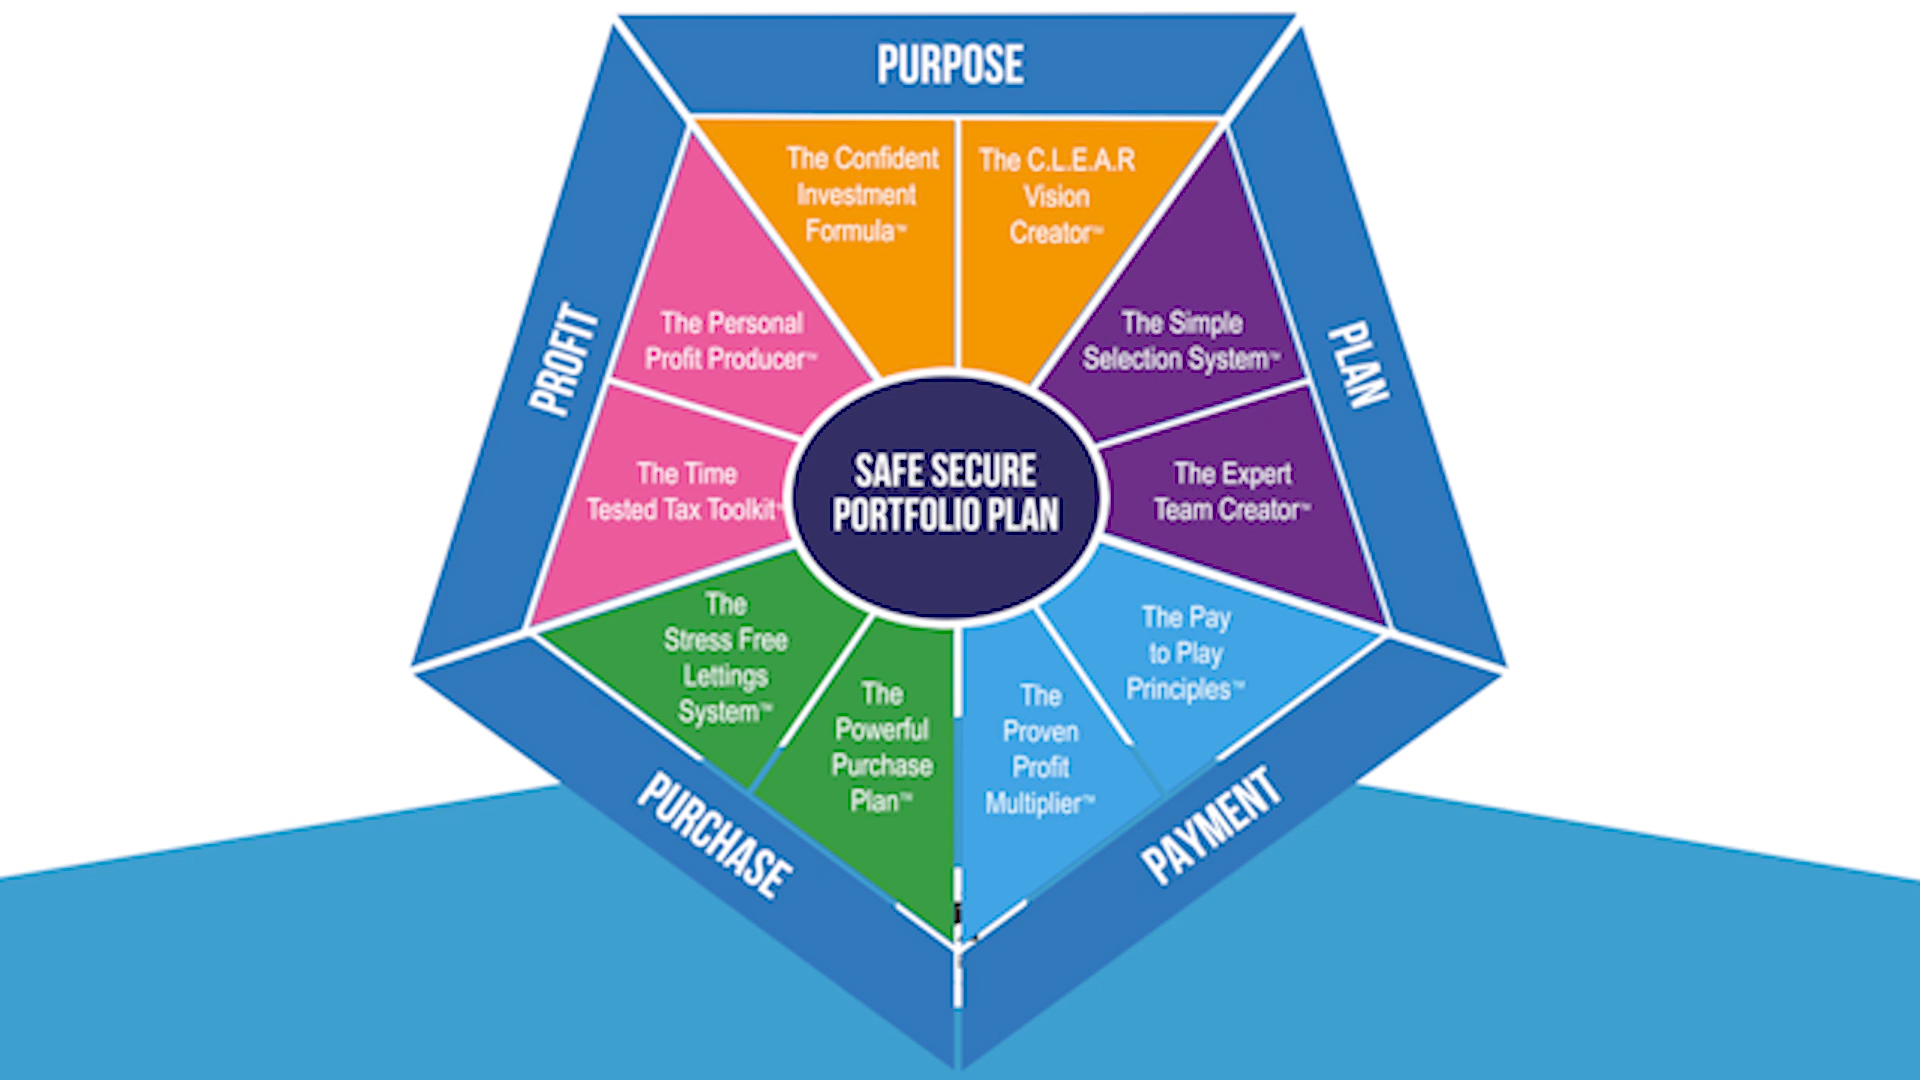 PURPOSE
The Confident
Investment
Formula™
The C.L.E.A.R
Vision
Creator™
PROFIT
The Personal
Profit Producer™
The Simple
Selection System™
PLAN
The Time
Tested Tax Toolkit™
SAFE SECURE
PORTFOLIO PLAN
The Expert
Team Creator™
The
Stress Free
Lettings
System™
The
Powerful
Purchase
Plan™
The
Proven
Profit
Multiplier™
The Pay
to Play
Principles™
PURCHASE
PAYMENT